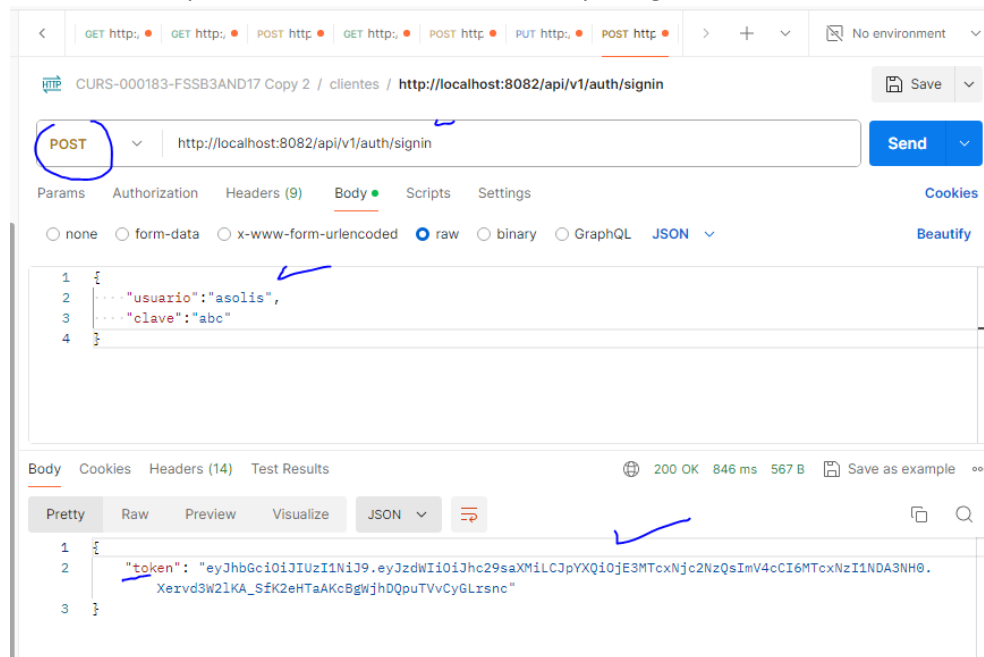 GET http:, GET http:, POST http GET http:, POST http PUT http:, POST http No environment
HTTP CURS-000183-FSSB3AND17 Copy 2 / clientes / http://localhost:8082/api/v1/auth/signin Save
POST http://localhost:8082/api/v1/auth/signin Send
Params Authorization Headers (9) Body Scripts Settings Cookies
none form-data x-www-form-urlencoded raw binary GraphQL JSON Beautify
1 {
2 "usuario":"asolis",
3 "clave":"abc"
4 }
Body Cookies Headers (14) Test Results 200 OK 846 ms 567 B Save as example
Pretty Raw Preview Visualize JSON
1 {
2 "token": "eyJhbGciOiJIUzI1NiJ9.eyJzdWIiOiJhc29saXMiLCJpYXQiOjE3MTcxNjc2NzQsImV4cCI6MTcxNzI1NDA3NH0.
Xervd3W2lKA_SfK2eHTaAKcBgWjhDQpuTVvCyGLrsnc"
3 }